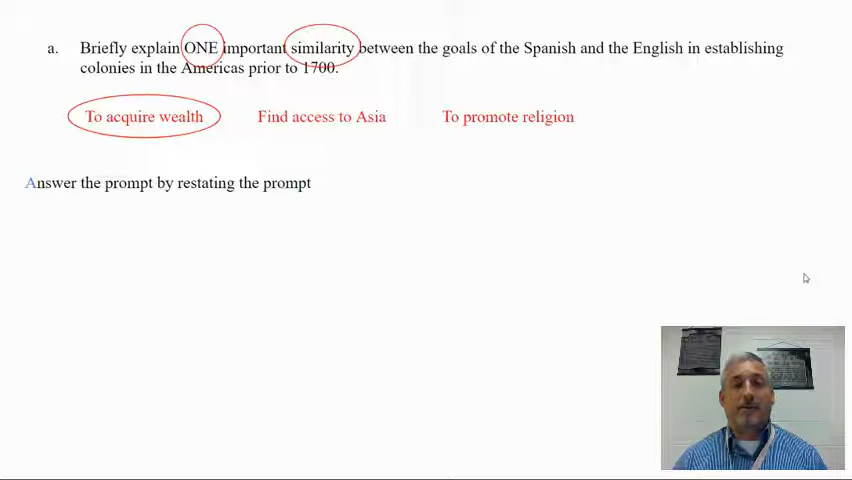 a. Briefly explain ONE important similarity between the goals of the Spanish and the English in establishing
colonies in the Americas prior to 1700.
To acquire wealth Find access to Asia To promote religion
Answer the prompt by restating the prompt